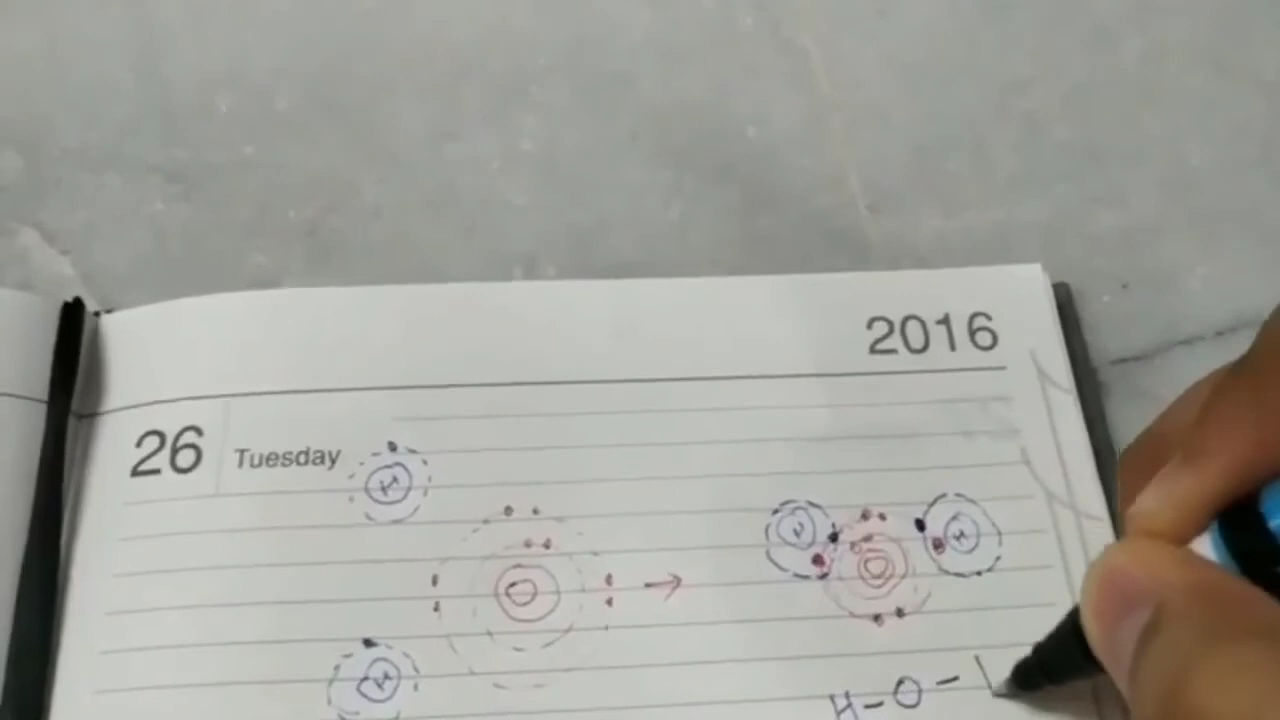 2016
26 Tuesday
H
H H
O →
O
H
H-O-